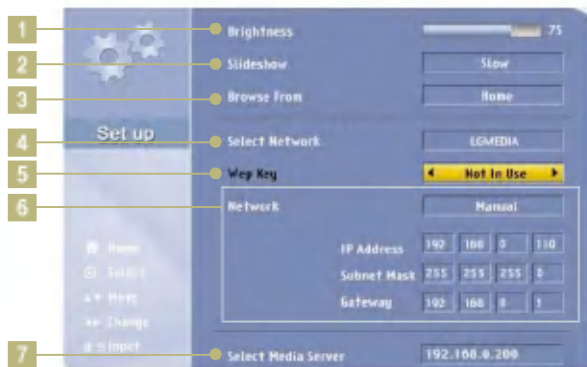 1 Brightness 75
2 Slideshow Slow
3 Browse From Home
Set up
4 Select Network LGMEDIA
5 Wep Key Not In Use
6 Network Manual
IP Address 192 168 0 110
Subnet Mask 255 255 255 0
Gateway 192 168 0 1
Home
Select
Move
Change
Input
7 Select Media Server 192.168.0.200